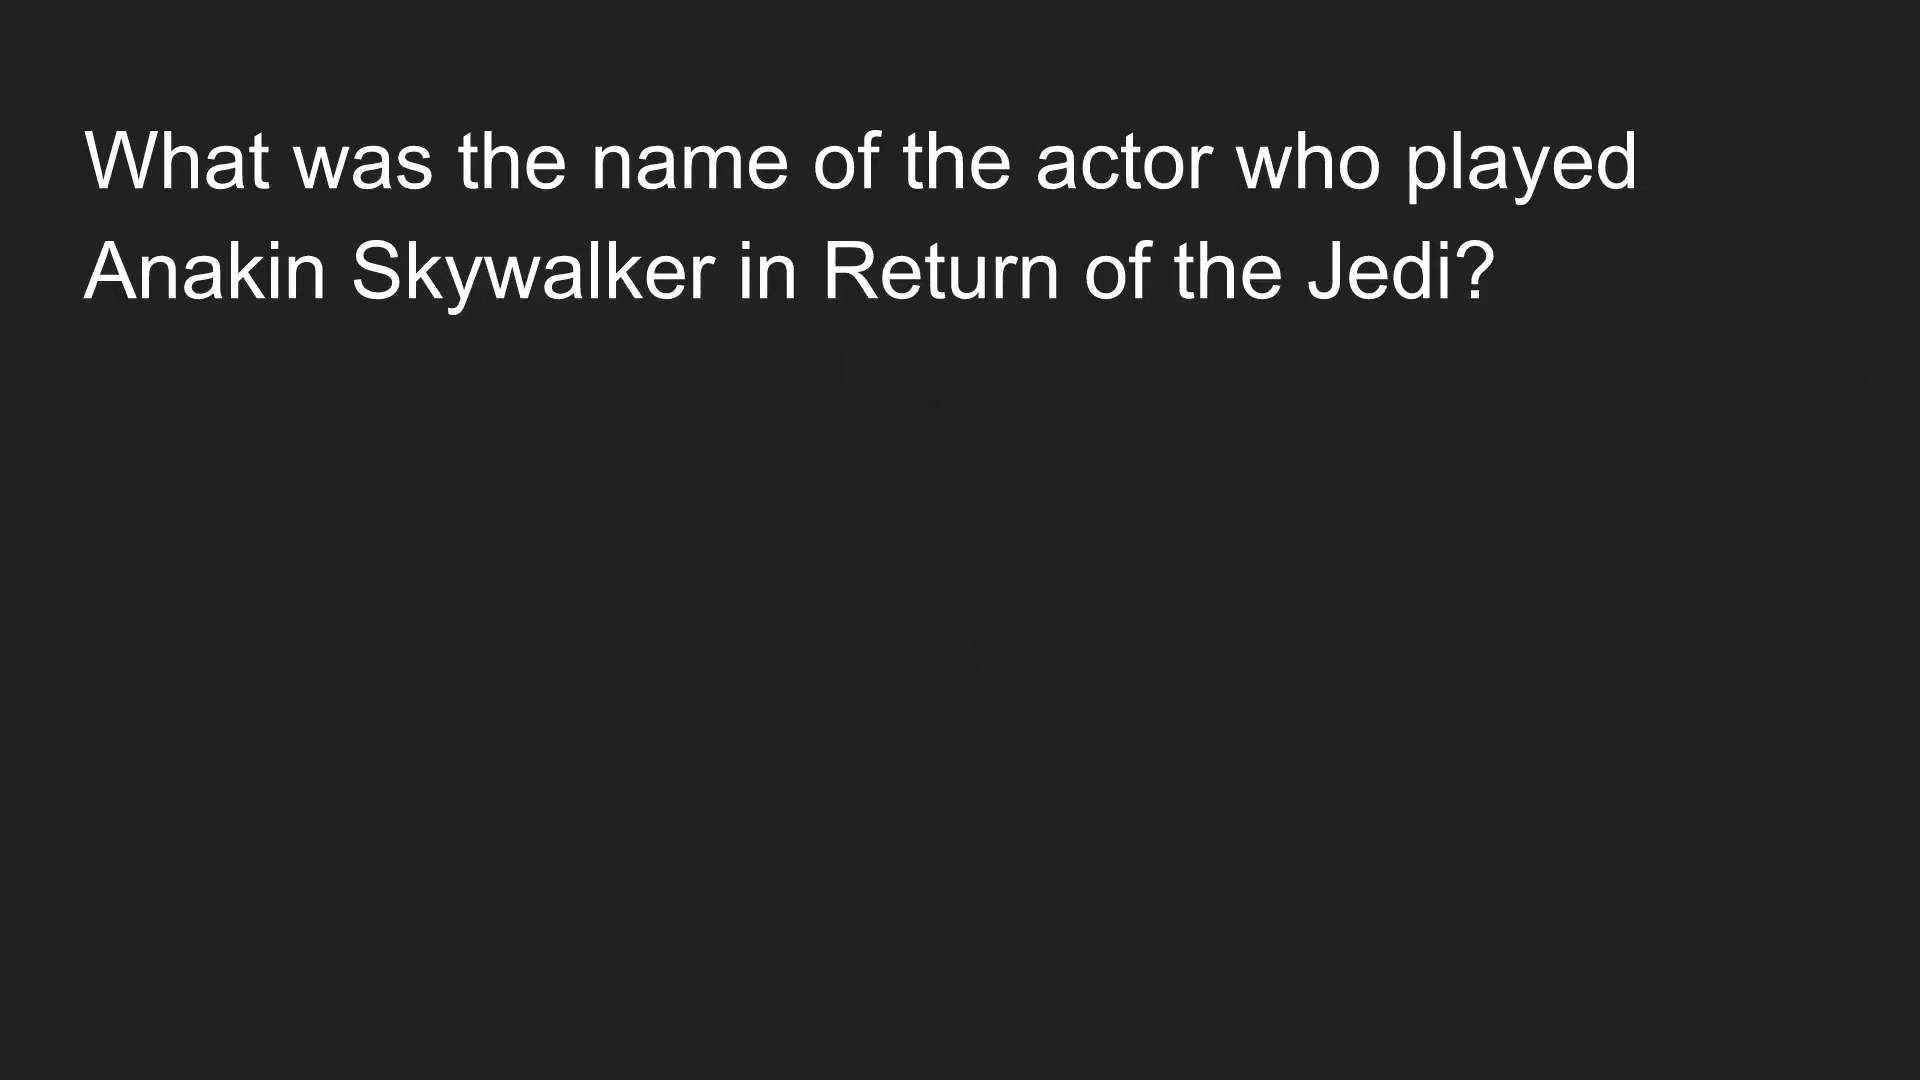 What was the name of the actor who played
Anakin Skywalker in Return of the Jedi?